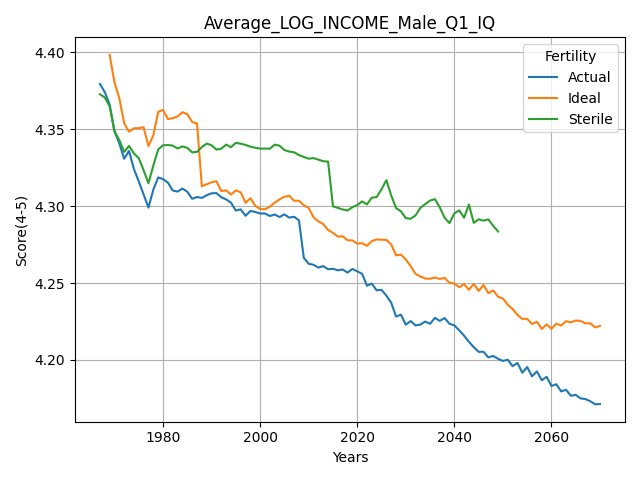 Average_LOG_INCOME_Male_Q1_IQ
Fertility
Actual
Ideal
Sterile
Score(4-5)
4.40
4.35
4.30
4.25
4.20
1980
2000
2020
2040
2060
Years